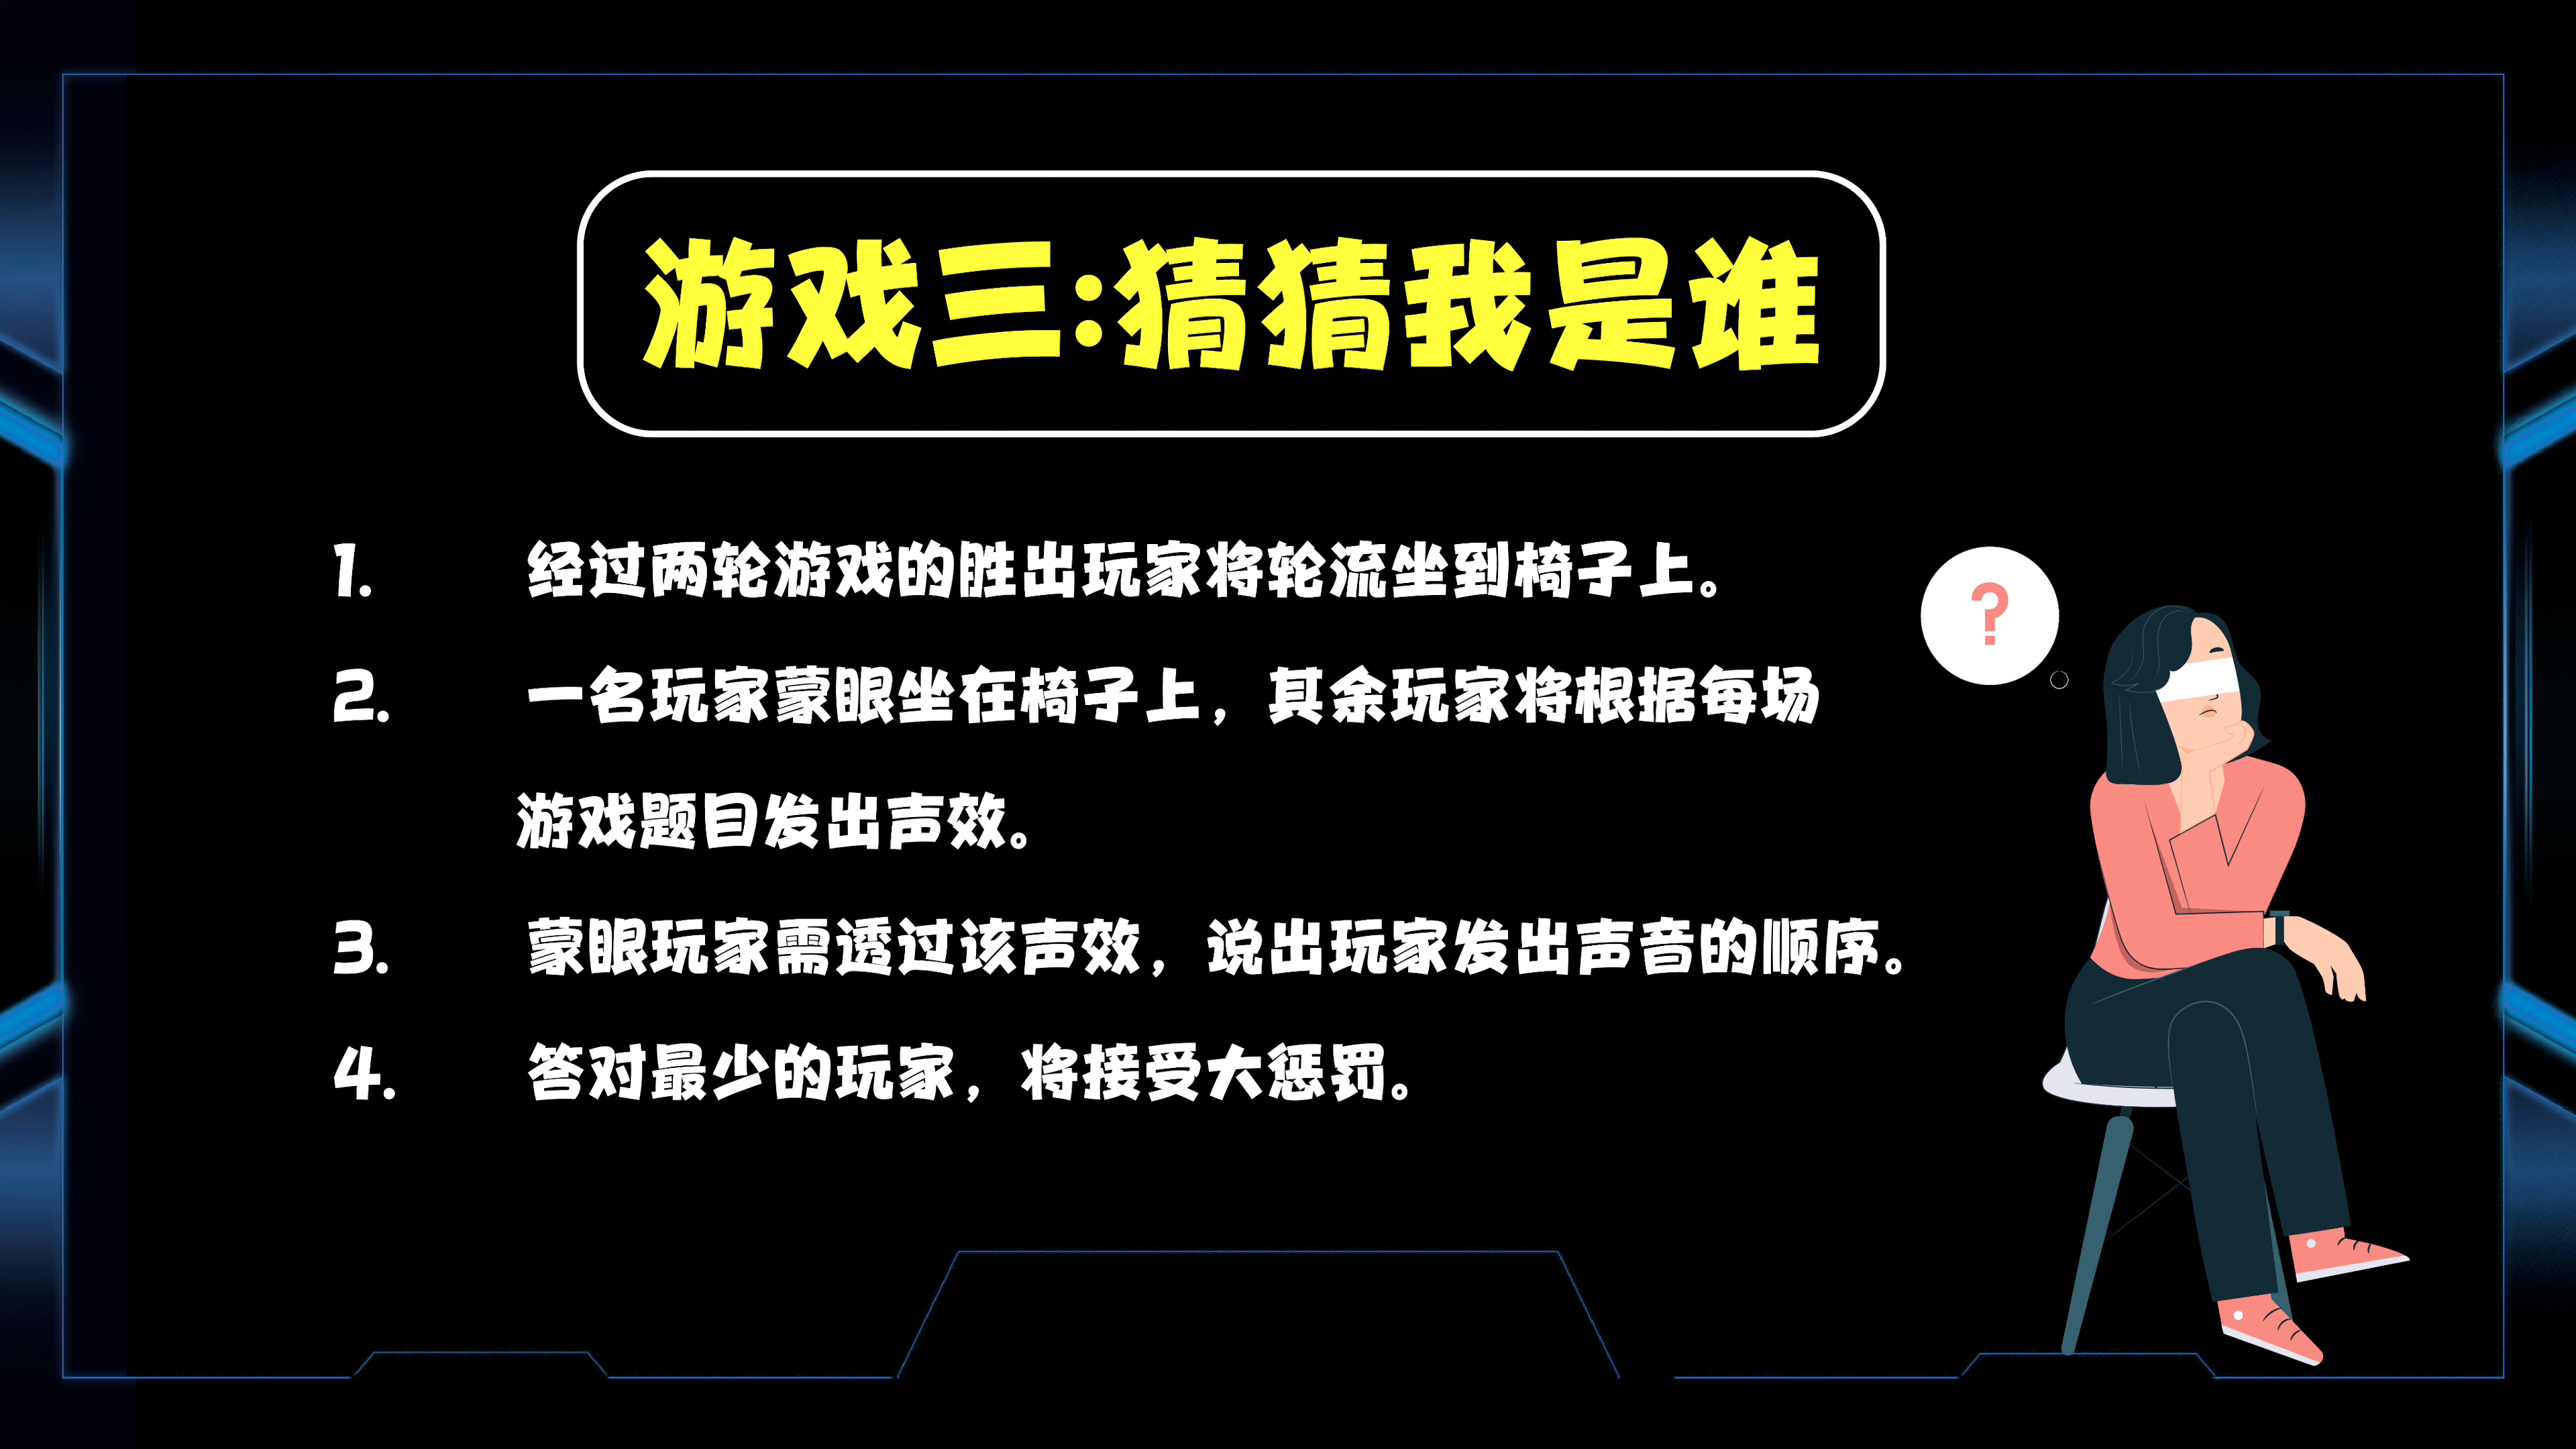 游戏三:猜猜我是谁
1. 经过两轮游戏的胜出玩家将轮流坐到椅子上。
2. 一名玩家蒙眼坐在椅子上，其余玩家将根据每场
游戏题目发出声效。
3. 蒙眼玩家需透过该声效，说出玩家发出声音的顺序。
4. 答对最少的玩家，将接受大惩罚。
?